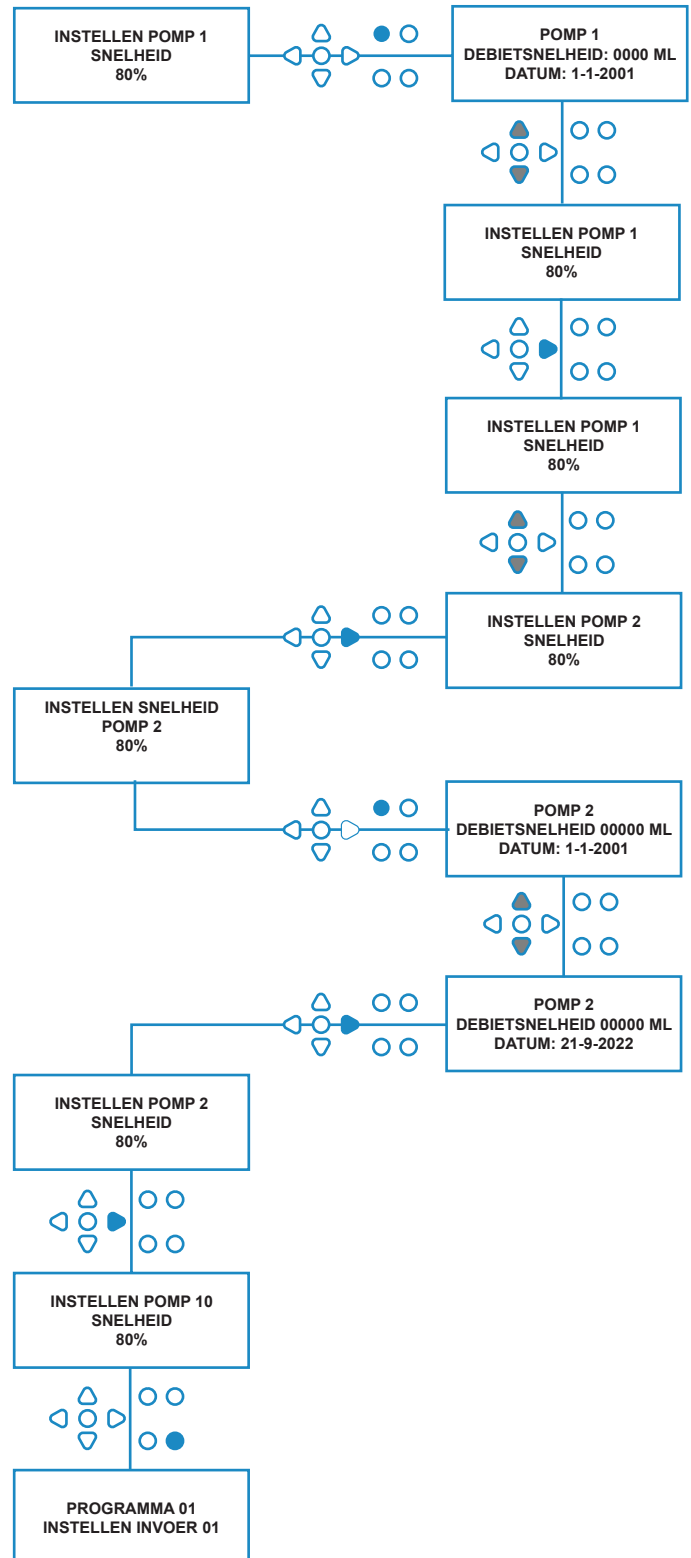 INSTELLEN POMP 1
SNELHEID
80%
POMP 1
DEBIETSNELHEID: 0000 ML
DATUM: 1-1-2001
INSTELLEN POMP 1
SNELHEID
80%
INSTELLEN POMP 1
SNELHEID
80%
INSTELLEN POMP 2
SNELHEID
80%
INSTELLEN SNELHEID
POMP 2
80%
POMP 2
DEBIETSNELHEID 00000 ML
DATUM: 1-1-2001
POMP 2
DEBIETSNELHEID 00000 ML
DATUM: 21-9-2022
INSTELLEN POMP 2
SNELHEID
80%
INSTELLEN POMP 10
SNELHEID
80%
PROGRAMMA 01
INSTELLEN INVOER 01